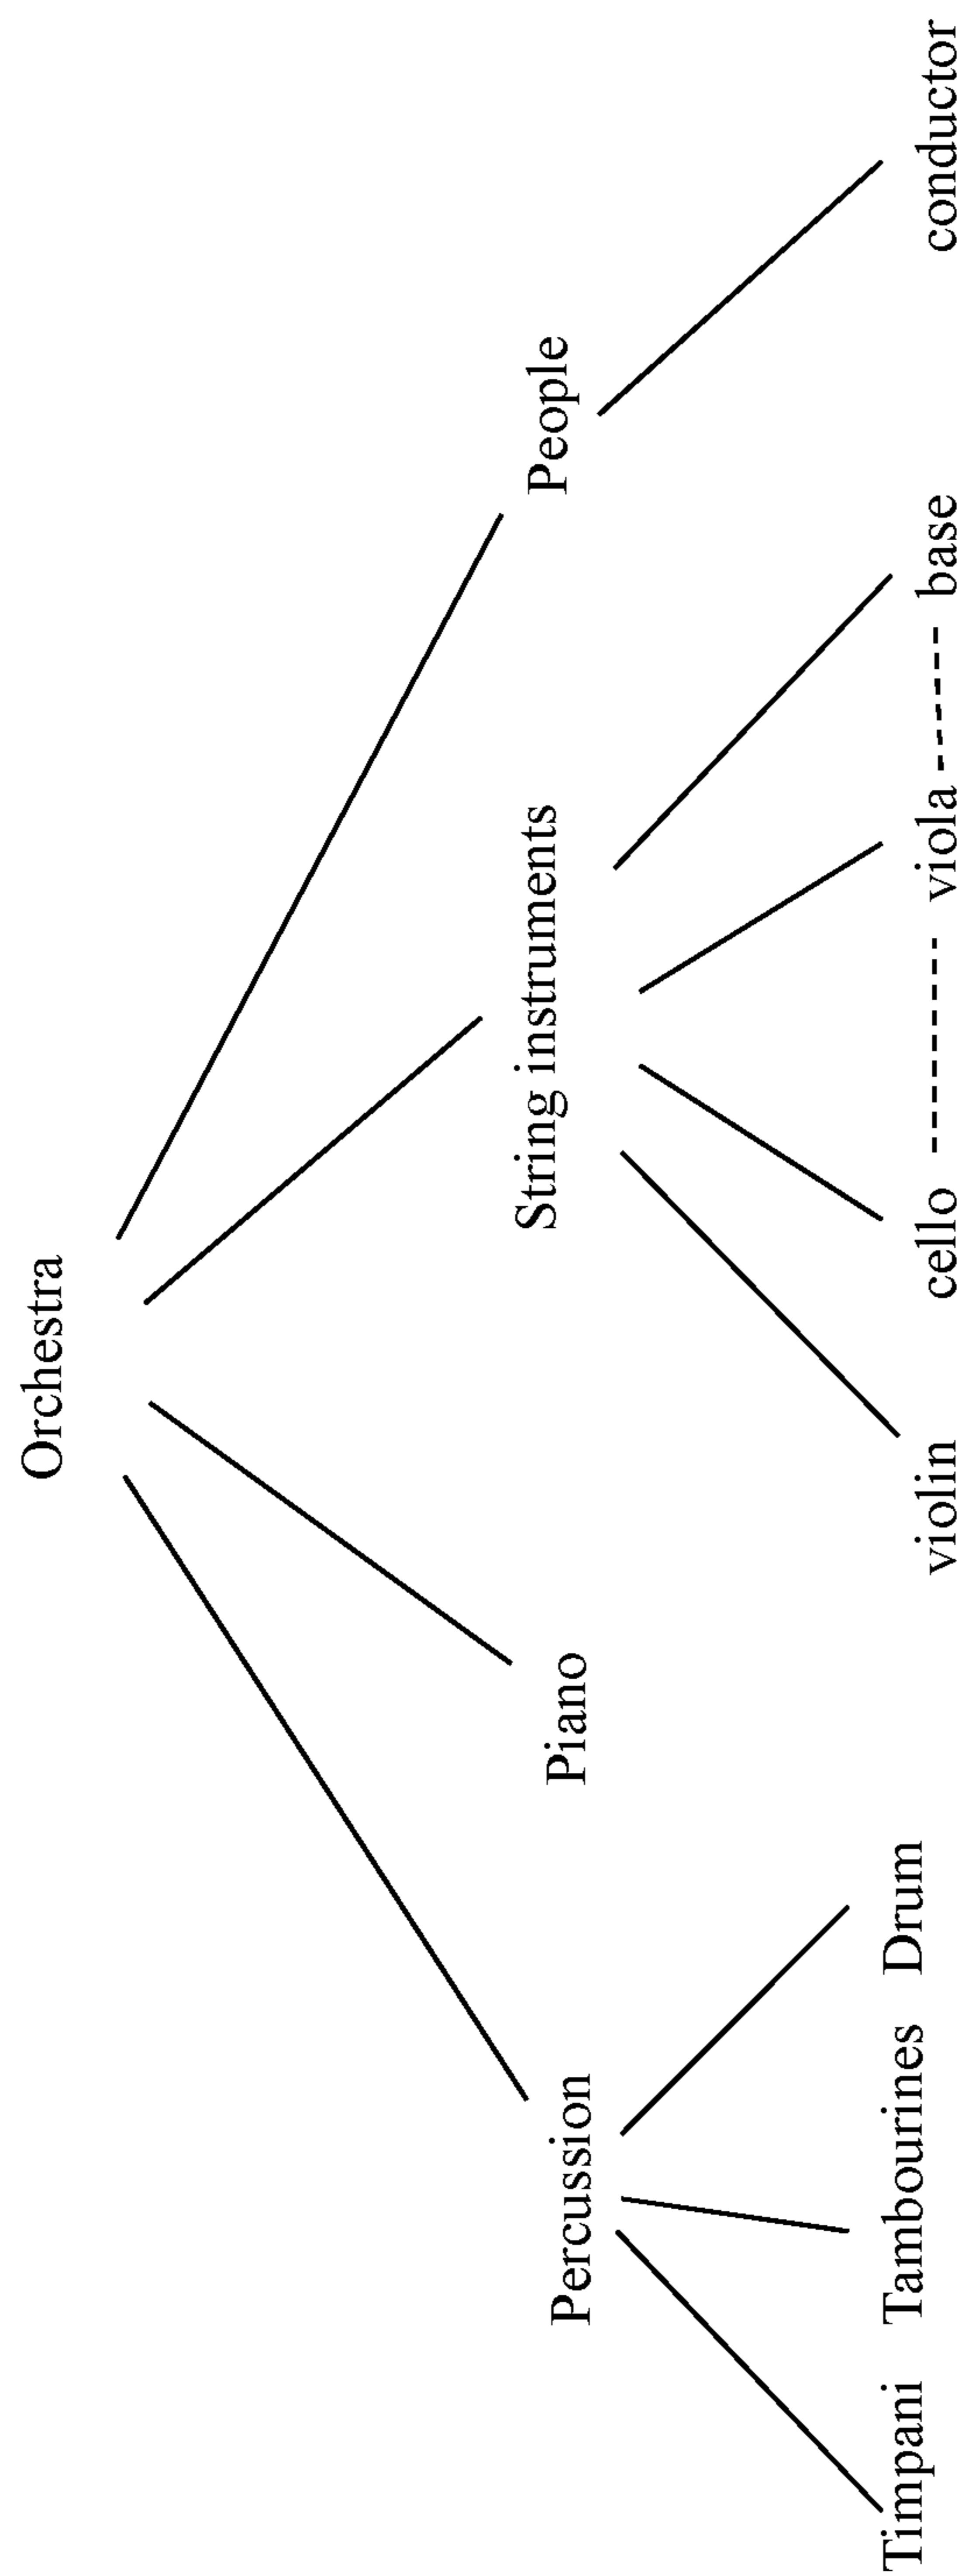 Orchestra
Percussion Piano String instruments People
Timpani Tambourines Drum violin cello viola base conductor